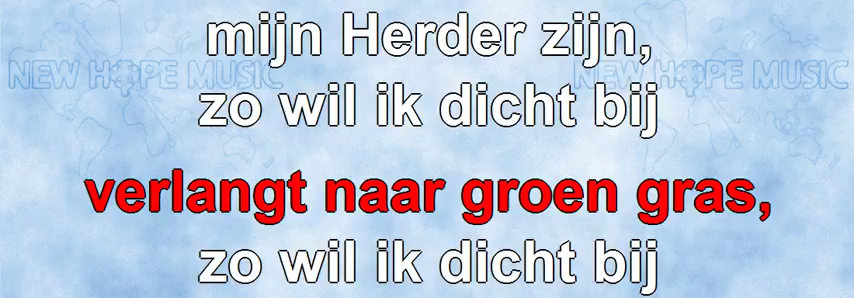 mijn Herder zijn,
NEW HOPE MUSIC NEW HOPE MUSIC
zo wil ik dicht bij
verlangt naar groen gras,
zo wil ik dicht bij